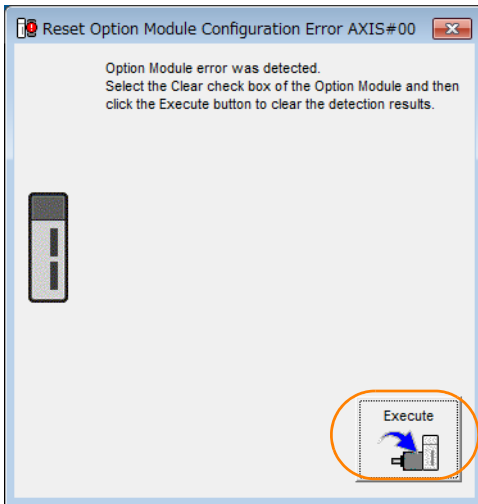 Reset Option Module Configuration Error AXIS#00
Option Module error was detected.
Select the Clear check box of the Option Module and then
click the Execute button to clear the detection results.
Execute